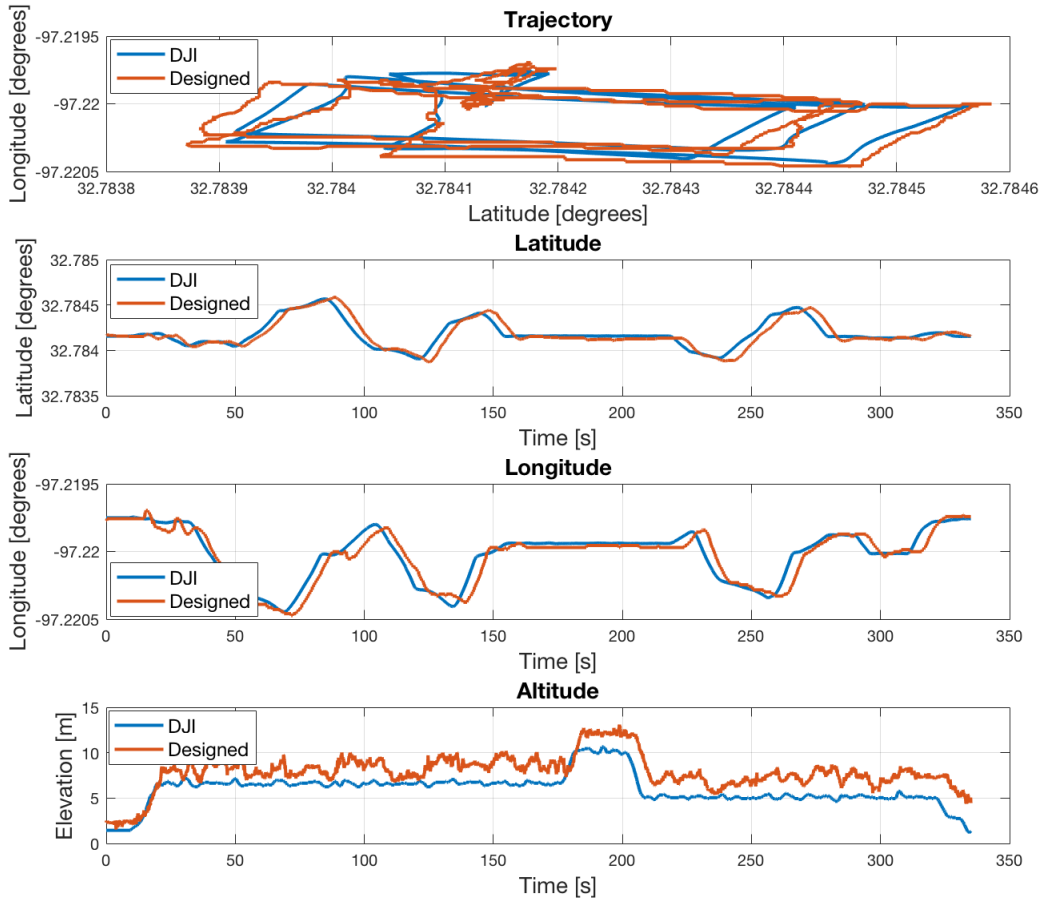 Trajectory
Longitude [degrees]
-97.2195
-97.22
-97.2205
DJI
Designed
32.7838 32.7839 32.784 32.7841 32.7842 32.7843 32.7844 32.7845 32.7846
Latitude [degrees]
Latitude
Latitude [degrees]
32.785
32.7845
32.784
32.7835
DJI
Designed
0 50 100 150 200 250 300 350
Time [s]
Longitude
Longitude [degrees]
-97.2195
-97.22
-97.2205
DJI
Designed
0 50 100 150 200 250 300 350
Time [s]
Altitude
Elevation [m]
15
10
5
0
DJI
Designed
0 50 100 150 200 250 300 350
Time [s]